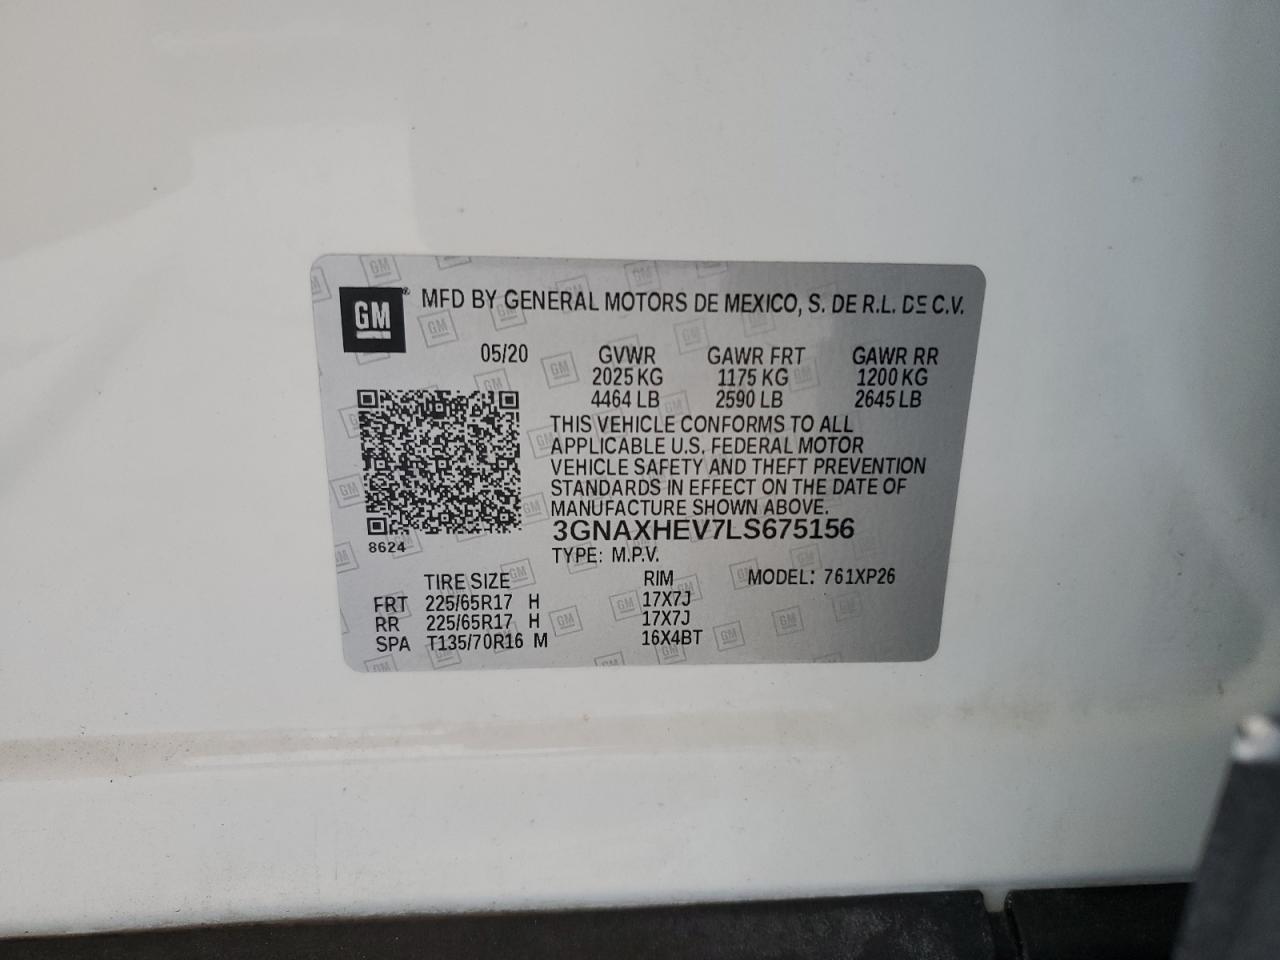 GM® MFD BY GENERAL MOTORS DE MEXICO, S. DE R.L. DE C.V.
05/20 GVWR GAWR FRT GAWR RR
2025 KG 1175 KG 1200 KG
4464 LB 2590 LB 2645 LB
THIS VEHICLE CONFORMS TO ALL
APPLICABLE U.S. FEDERAL MOTOR
VEHICLE SAFETY AND THEFT PREVENTION
STANDARDS IN EFFECT ON THE DATE OF
MANUFACTURE SHOWN ABOVE.
3GNAXHEV7LS675156
8624
TYPE: M.P.V.
TIRE SIZE RIM MODEL: 761XP26
FRT 225/65R17 H 17X7J
RR 225/65R17 H 17X7J
SPA T135/70R16 M 16X4BT